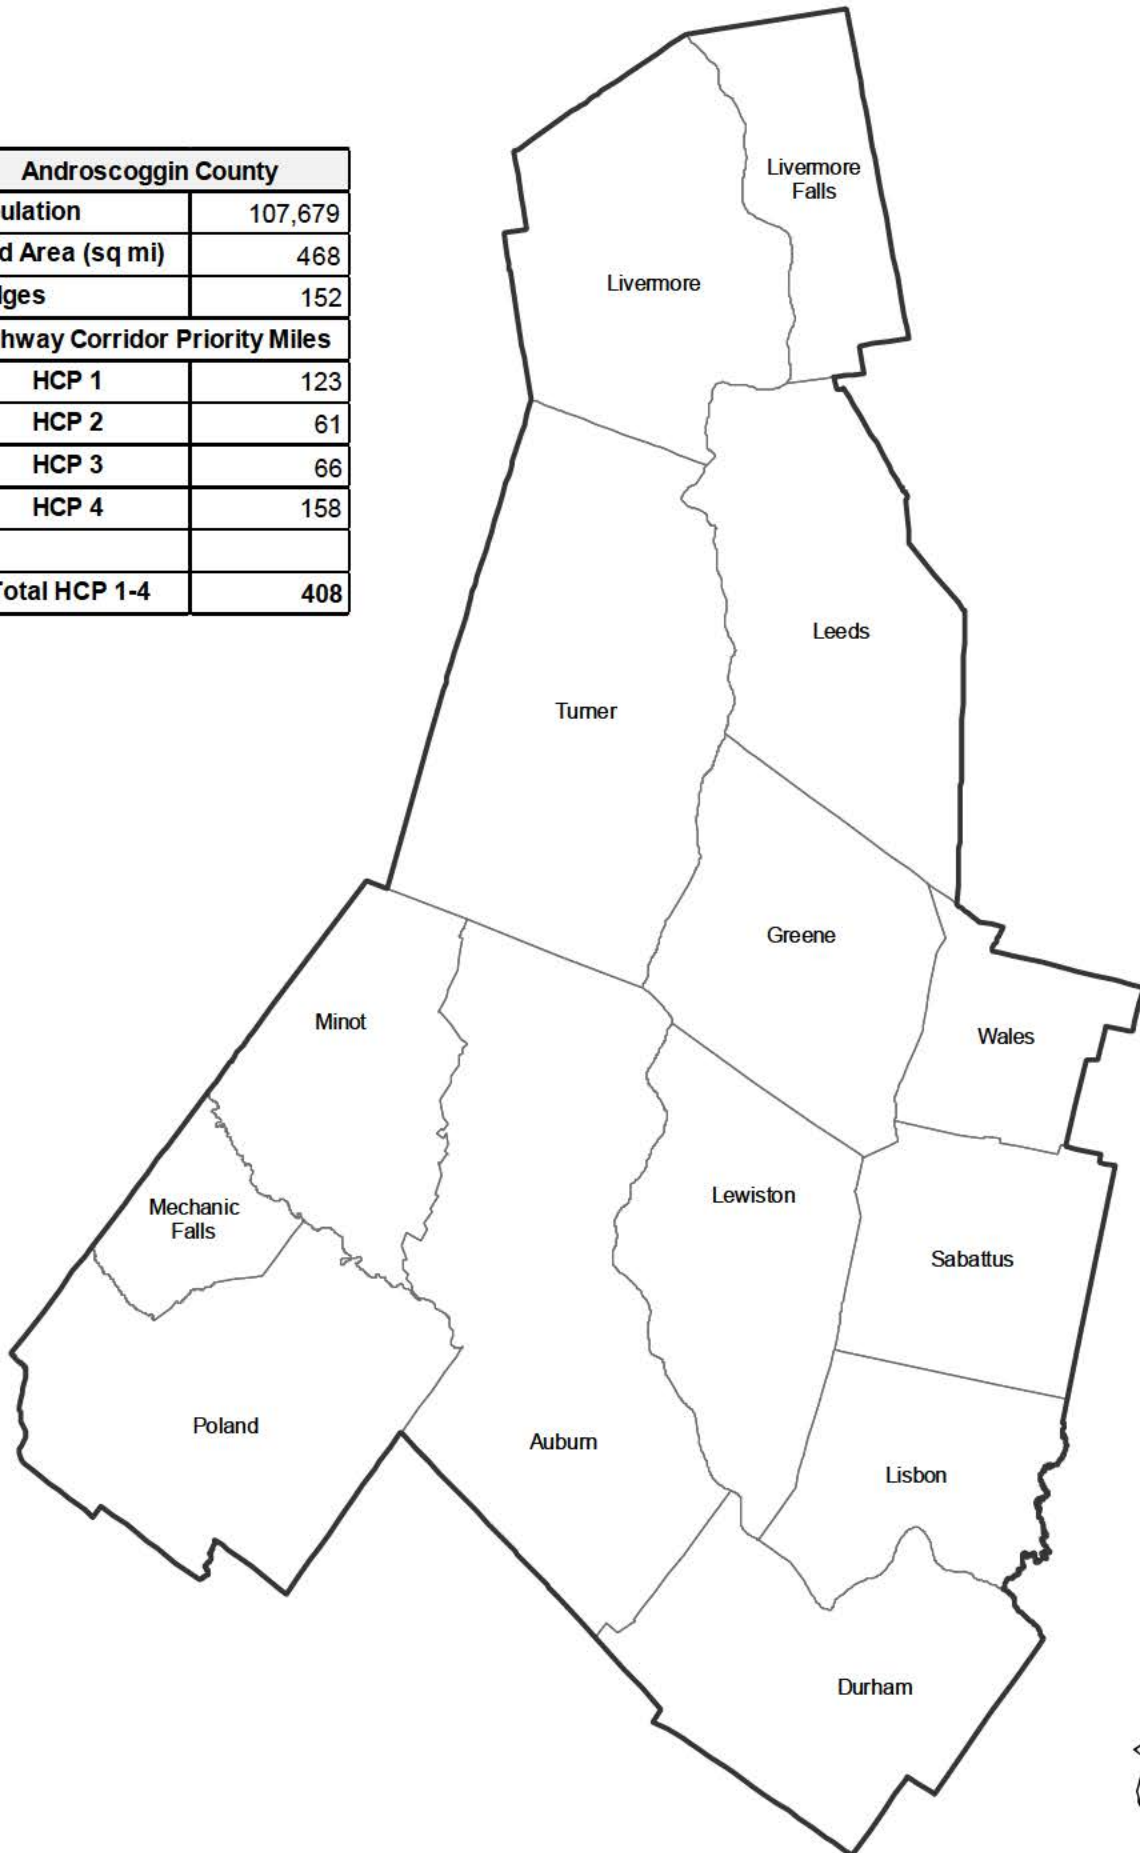 Androscoggin County
ulation 107,679
d Area (sq mi) 468
lges 152
hway Corridor Priority Miles
HCP 1 123
HCP 2 61
HCP 3 66
HCP 4 158
Total HCP 1-4 408
Livermore
Falls
Livermore
Leeds
Turner
Greene
Minot
Wales
Lewiston
Mechanic
Falls
Sabattus
Poland
Auburn
Lisbon
Durham